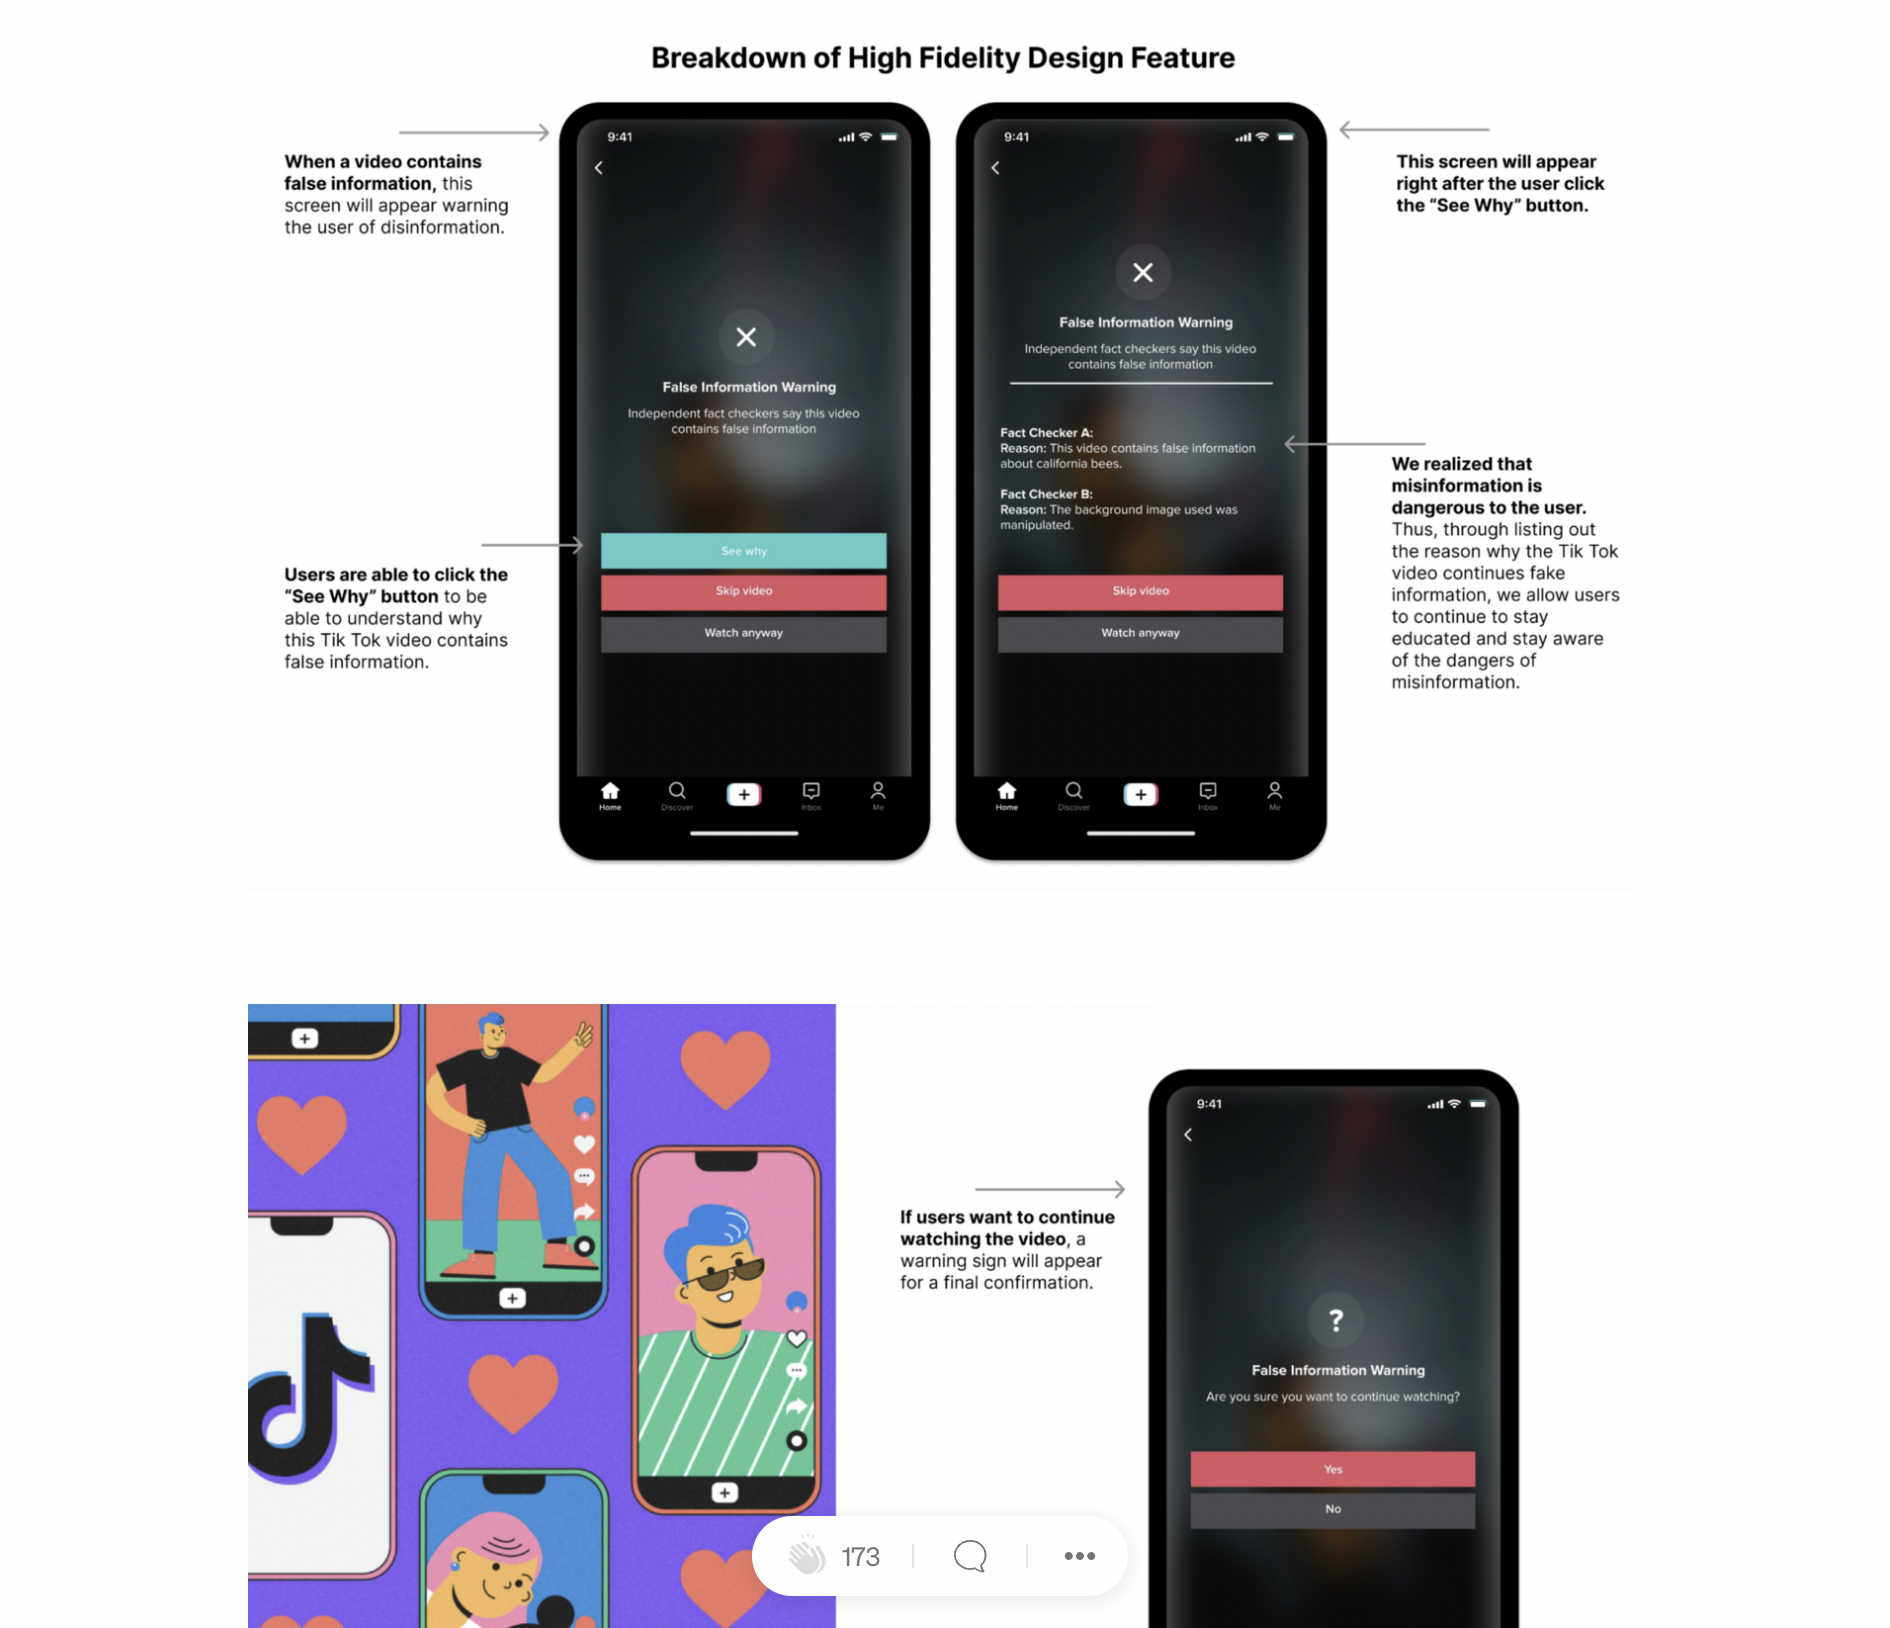 Breakdown of High Fidelity Design Feature
When a video contains
false information, this
screen will appear warning
the user of disinformation.
Users are able to click the
“See Why” button to be
able to understand why
this Tik Tok video contains
false information.
9:41
False Information Warning
Independent fact checkers say this video
contains false information
See why
Skip video
Watch anyway
Home
Discover
Inbox
Me
9:41
False Information Warning
Independent fact checkers say this video
contains false information
Fact Checker A:
Reason: This video contains false information
about california bees.
Fact Checker B:
Reason: The background image used was
manipulated.
Skip video
Watch anyway
Home
Discover
Inbox
Me
This screen will appear
right after the user click
the “See Why” button.
We realized that
misinformation is
dangerous to the user.
Thus, through listing out
the reason why the Tik Tok
video continues fake
information, we allow users
to continue to stay
educated and stay aware
of the dangers of
misinformation.
If users want to continue
watching the video, a
warning sign will appear
for a final confirmation.
9:41
?
False Information Warning
Are you sure you want to continue watching?
Yes
No
173